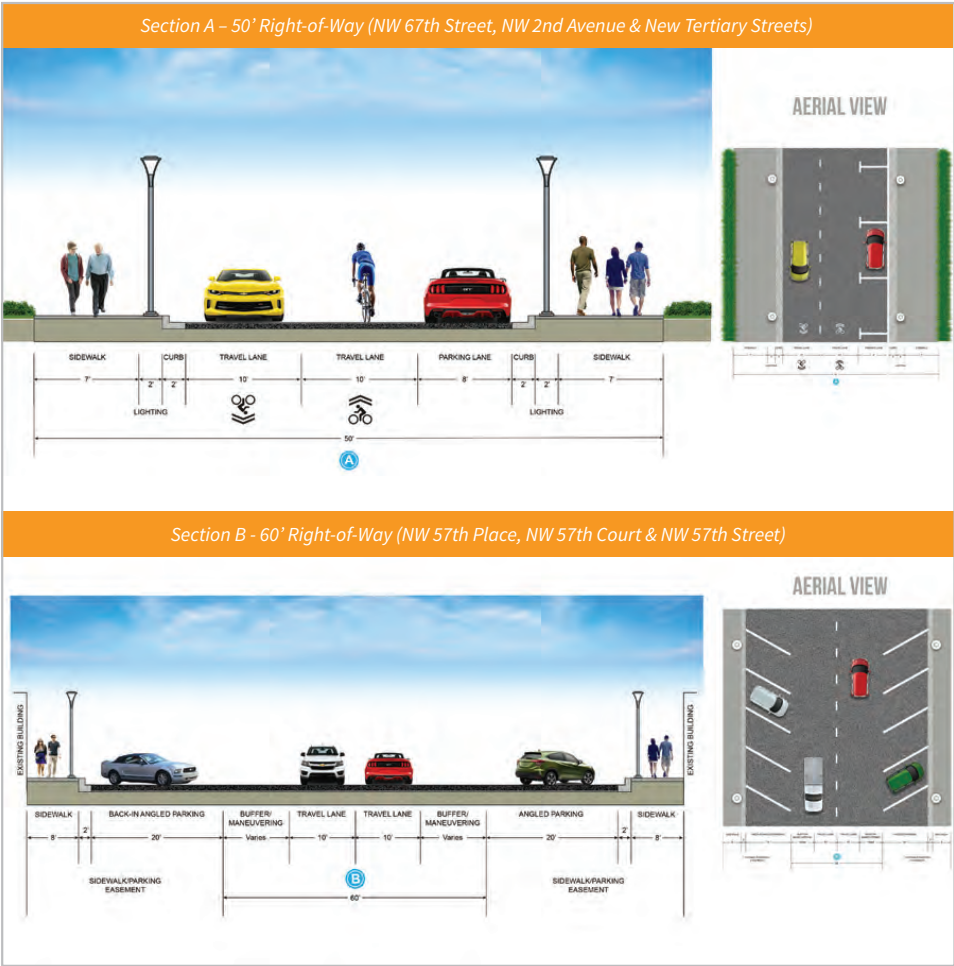 Section A – 50’ Right-of-Way (NW 67th Street, NW 2nd Avenue & New Tertiary Streets)
AERIAL VIEW
SIDEWALK CURB TRAVEL LANE TRAVEL LANE PARKING LANE CURB SIDEWALK
7' 2' 2' 10' 10' 8' 2' 2' 7'
LIGHTING LIGHTING
50'
A
A
Section B - 60’ Right-of-Way (NW 57th Place, NW 57th Court & NW 57th Street)
AERIAL VIEW
EXISTING BUILDING
EXISTING BUILDING
SIDEWALK BACK-IN ANGLED PARKING BUFFER/ TRAVEL LANE TRAVEL LANE BUFFER/ ANGLED PARKING SIDEWALK
MANEUVERING MANEUVERING
8' 2' 20' Varies 10' 10' Varies 20' 2' 8'
SIDEWALK/PARKING SIDEWALK/PARKING
EASEMENT EASEMENT
B
60'